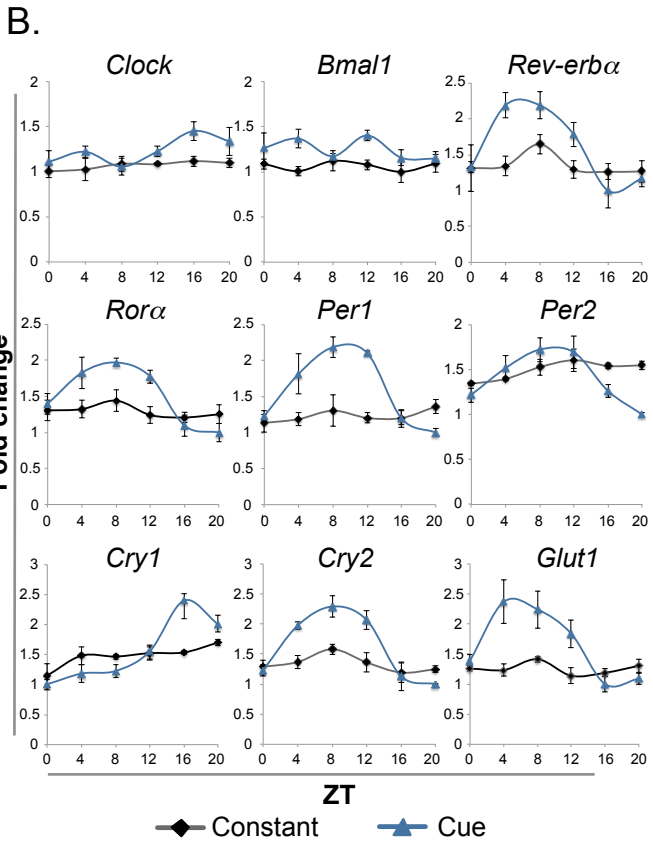 B.
Clock Bmal1 Rev-erbα
2 2 2.5
1.5 1.5 2
1 1 1.5
0.5 0.5 1
0 0 0.5
0
0 4 8 12 16 20 0 4 8 12 16 20 0 4 8 12 16 20
Rorα Per1 Per2
2.5 2.5 2
2 2 1.5
1.5 1.5 1
1 1 0.5
0.5 0.5 0
0 0
0 4 8 12 16 20 0 4 8 12 16 20 0 4 8 12 16 20
Fold change
Cry1 Cry2 Glut1
3 3 3
2.5 2.5 2.5
2 2 2
1.5 1.5 1.5
1 1 1
0.5 0.5 0.5
0 0 0
0 4 8 12 16 20 0 4 8 12 16 20 0 4 8 12 16 20
ZT
Constant Cue